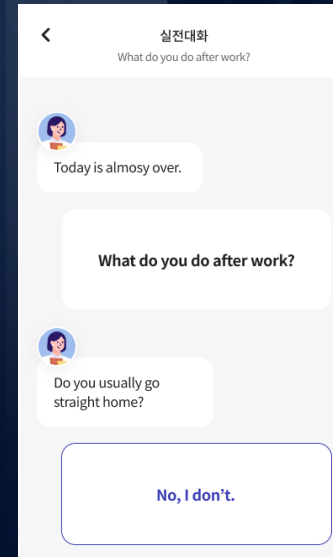 실전대화
What do you do after work?
Today is almosy over.
What do you do after work?
Do you usually go
straight home?
No, I don’t.